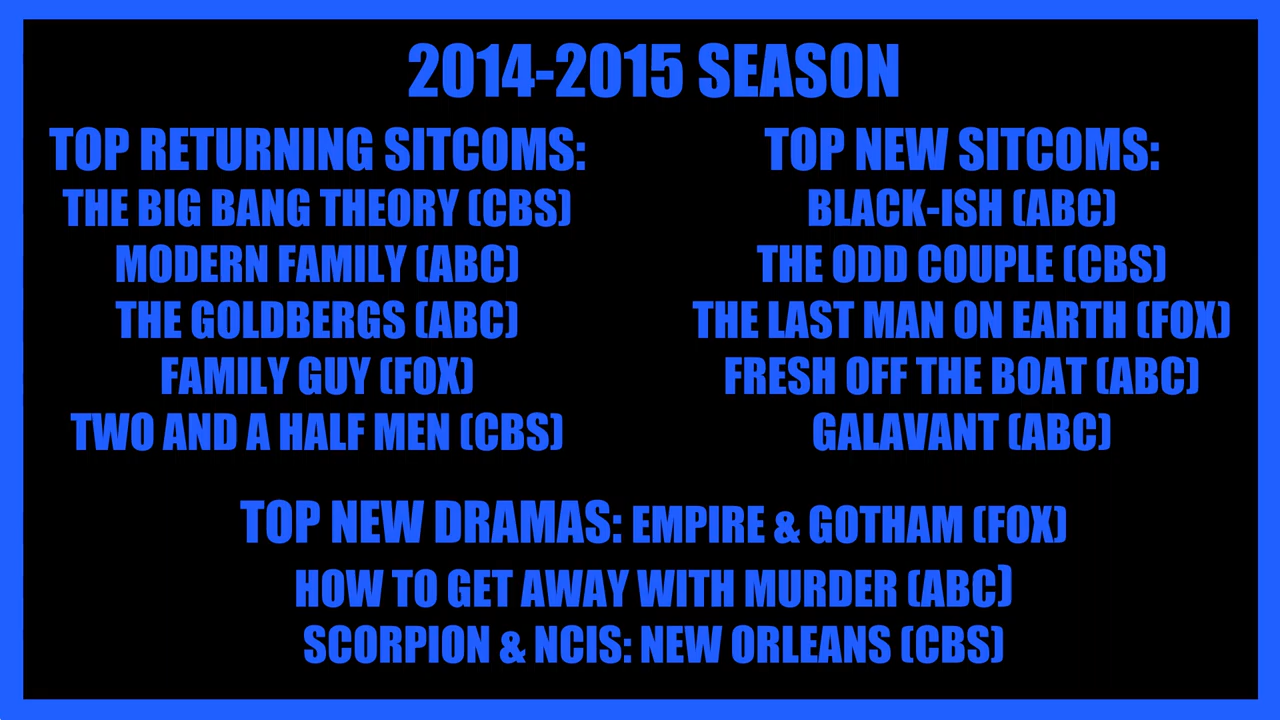 2014-2015 SEASON
TOP RETURNING SITCOMS:
THE BIG BANG THEORY (CBS)
MODERN FAMILY (ABC)
THE GOLDBERGS (ABC)
FAMILY GUY (FOX)
TWO AND A HALF MEN (CBS)
TOP NEW SITCOMS:
BLACK-ISH (ABC)
THE ODD COUPLE (CBS)
THE LAST MAN ON EARTH (FOX)
FRESH OFF THE BOAT (ABC)
GALAVANT (ABC)
TOP NEW DRAMAS: EMPIRE & GOTHAM (FOX)
HOW TO GET AWAY WITH MURDER (ABC)
SCORPION & NCIS: NEW ORLEANS (CBS)